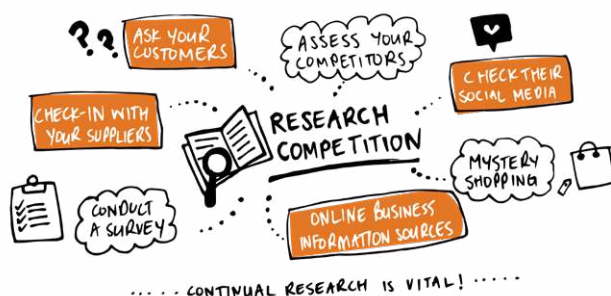 ? ?
ASK YOUR
CUSTOMERS
ASSESS YOUR
COMPETITORS
CHECK THEIR
SOCIAL MEDIA
CHECK-IN WITH
YOUR SUPPLIERS
RESEARCH
COMPETITION
MYSTERY
SHOPPING
CONDUCT
A SURVEY
ONLINE BUSINESS
INFORMATION SOURCES
..... CONTINUAL RESEARCH IS VITAL! .....